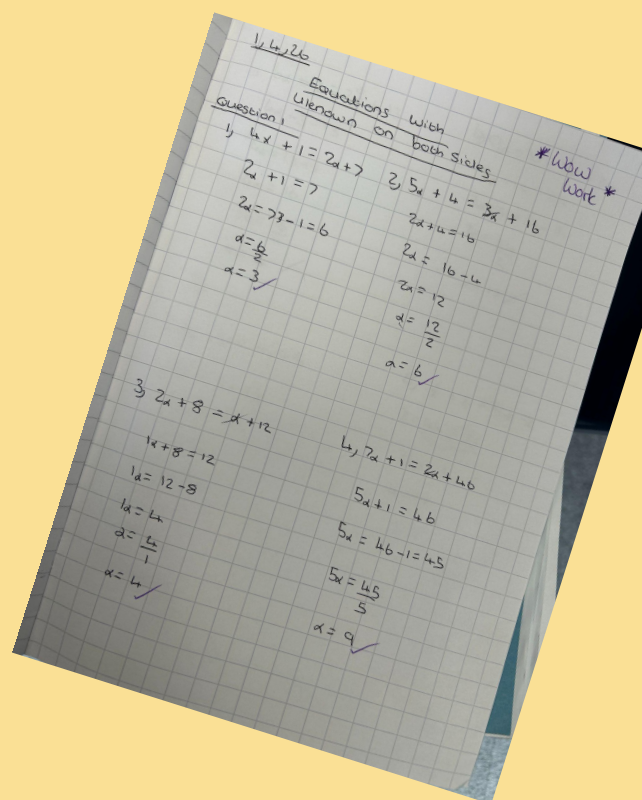 1,4,26
Equations with
Uknown on both sides
*Wow
Work*
Question 1
1, 4x + 1 = 2x + 7
2x + 1 = 7
2x = 7 - 1 = 6
x = 6/2
x = 3 ✓
2, 5x + 4 = 3x + 16
2x + 4 = 16
2x = 16 - 4
2x = 12
x = 12/2
x = 6 ✓
3, 2x + 8 = x + 12
1x + 8 = 12
1x = 12 - 8
1x = 4
x = 4/1
x = 4 ✓
4, 7x + 1 = 2x + 46
5x + 1 = 46
5x = 46 - 1 = 45
5x = 45/5
x = 9 ✓